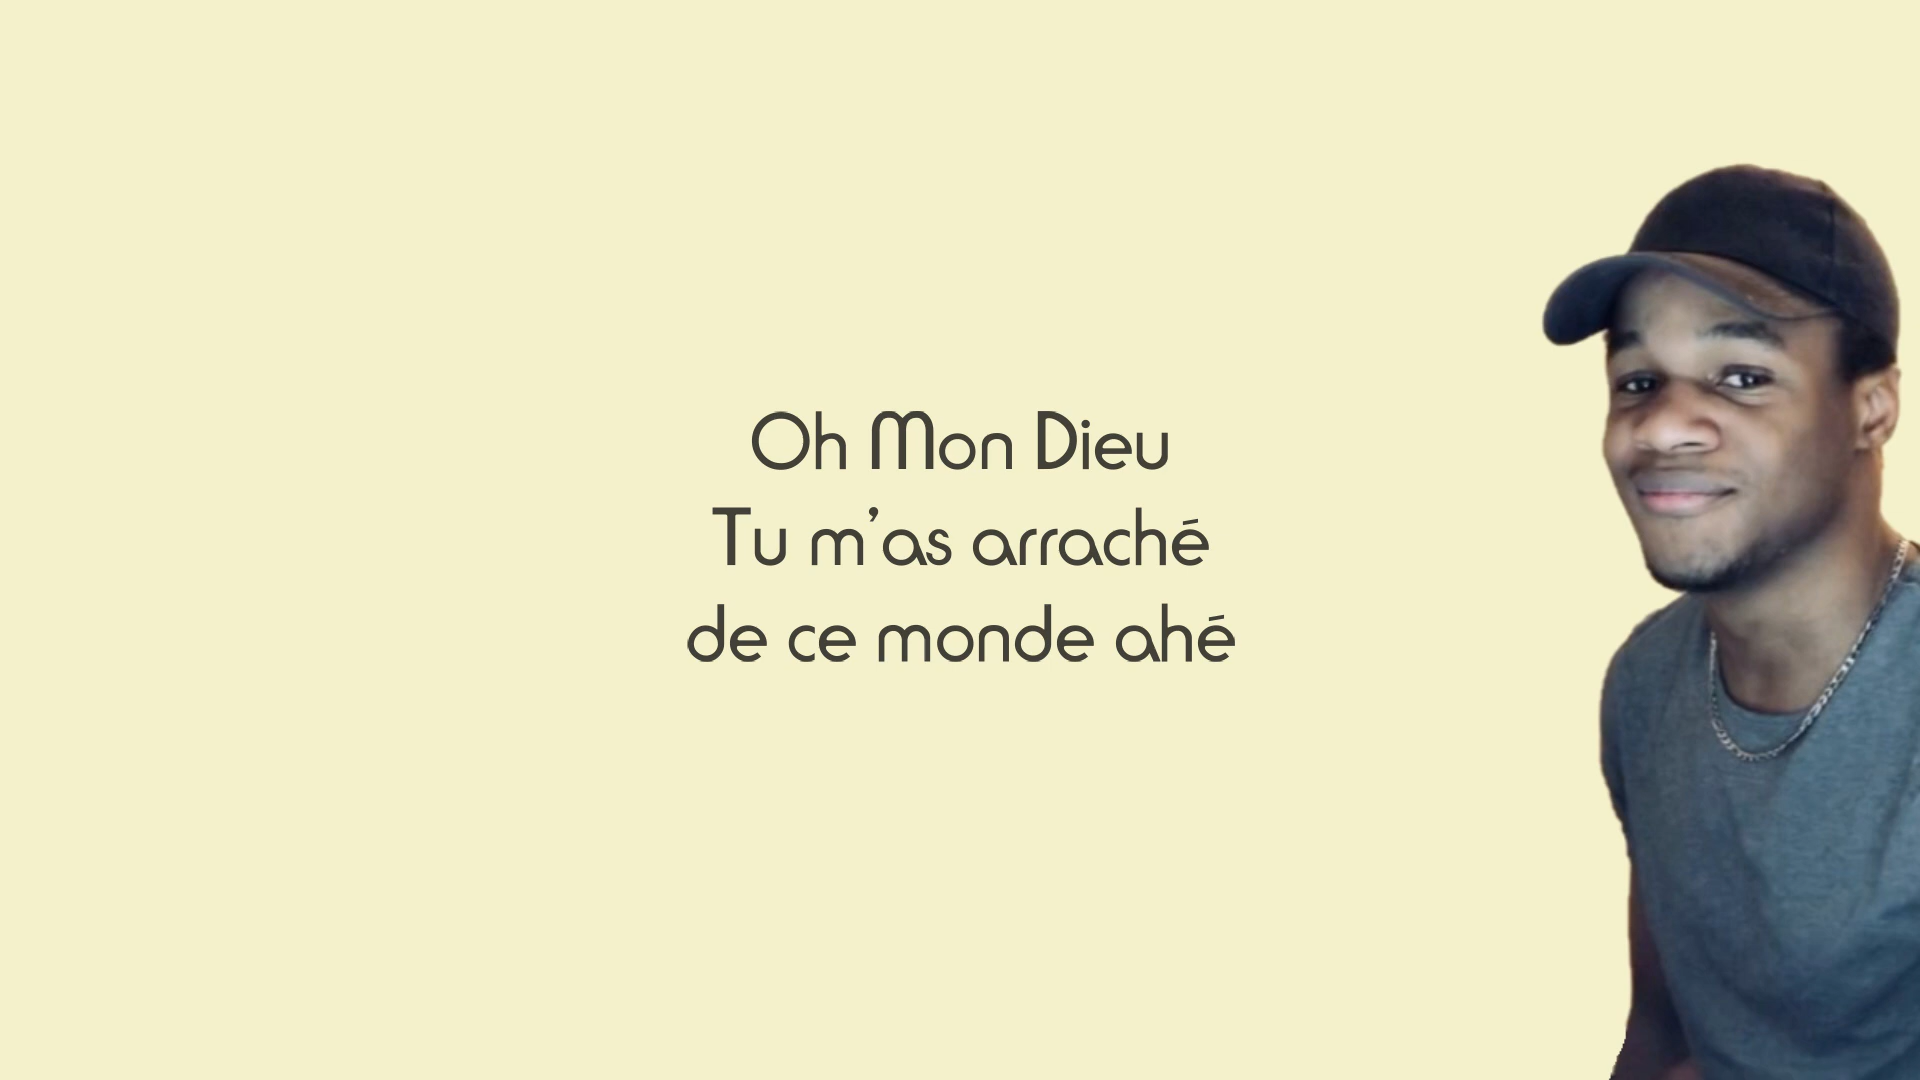 Oh Mon Dieu
Tu m’as arraché
de ce monde ahé